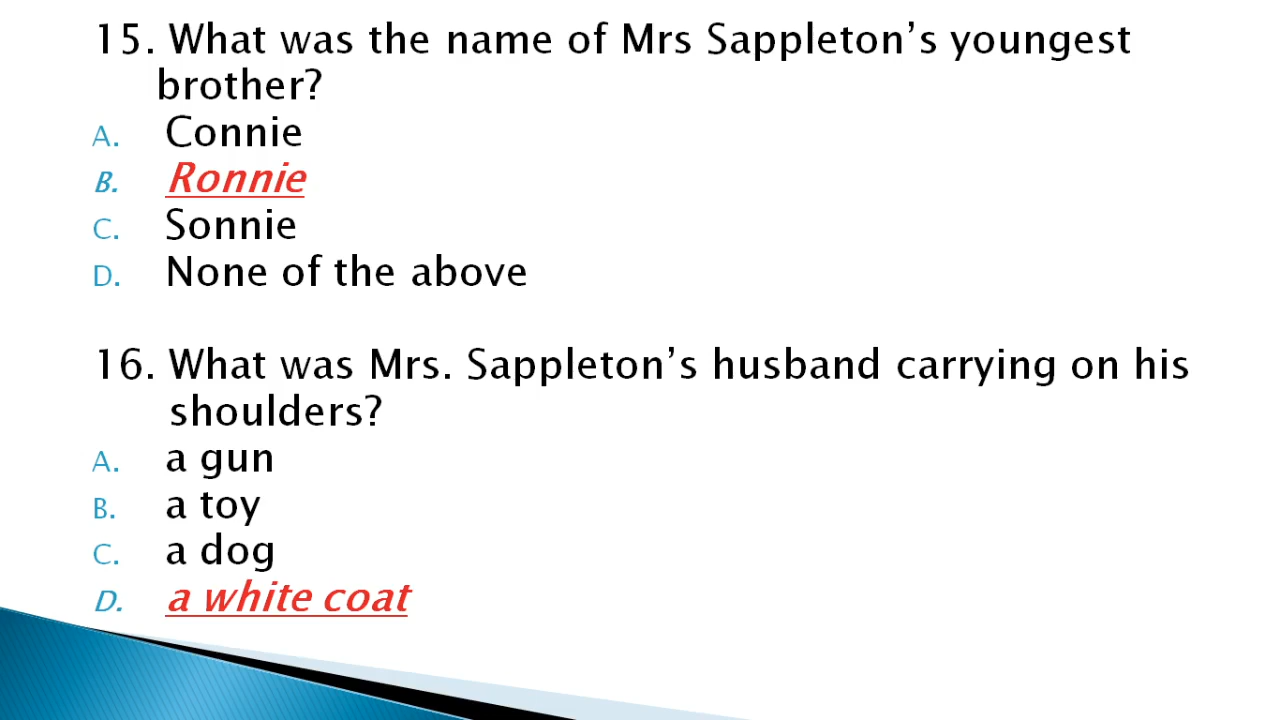 15. What was the name of Mrs Sappleton’s youngest
brother?
A. Connie
B. Ronnie
C. Sonnie
D. None of the above
16. What was Mrs. Sappleton’s husband carrying on his
shoulders?
A. a gun
B. a toy
C. a dog
D. a white coat